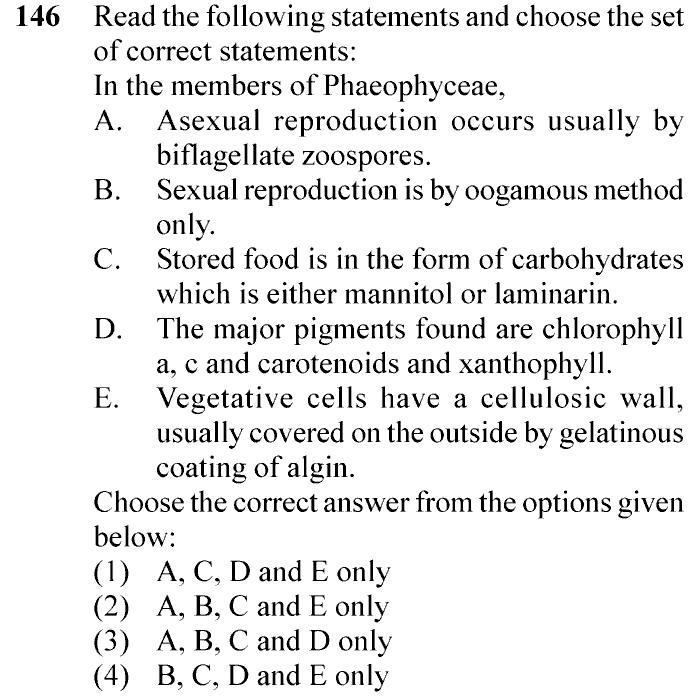 146 Read the following statements and choose the set
of correct statements:
In the members of Phaeophyceae,
A. Asexual reproduction occurs usually by
biflagellate zoospores.
B. Sexual reproduction is by oogamous method
only.
C. Stored food is in the form of carbohydrates
which is either mannitol or laminarin.
D. The major pigments found are chlorophyll
a, c and carotenoids and xanthophyll.
E. Vegetative cells have a cellulosic wall,
usually covered on the outside by gelatinous
coating of algin.
Choose the correct answer from the options given
below:
(1) A, C, D and E only
(2) A, B, C and E only
(3) A, B, C and D only
(4) B, C, D and E only